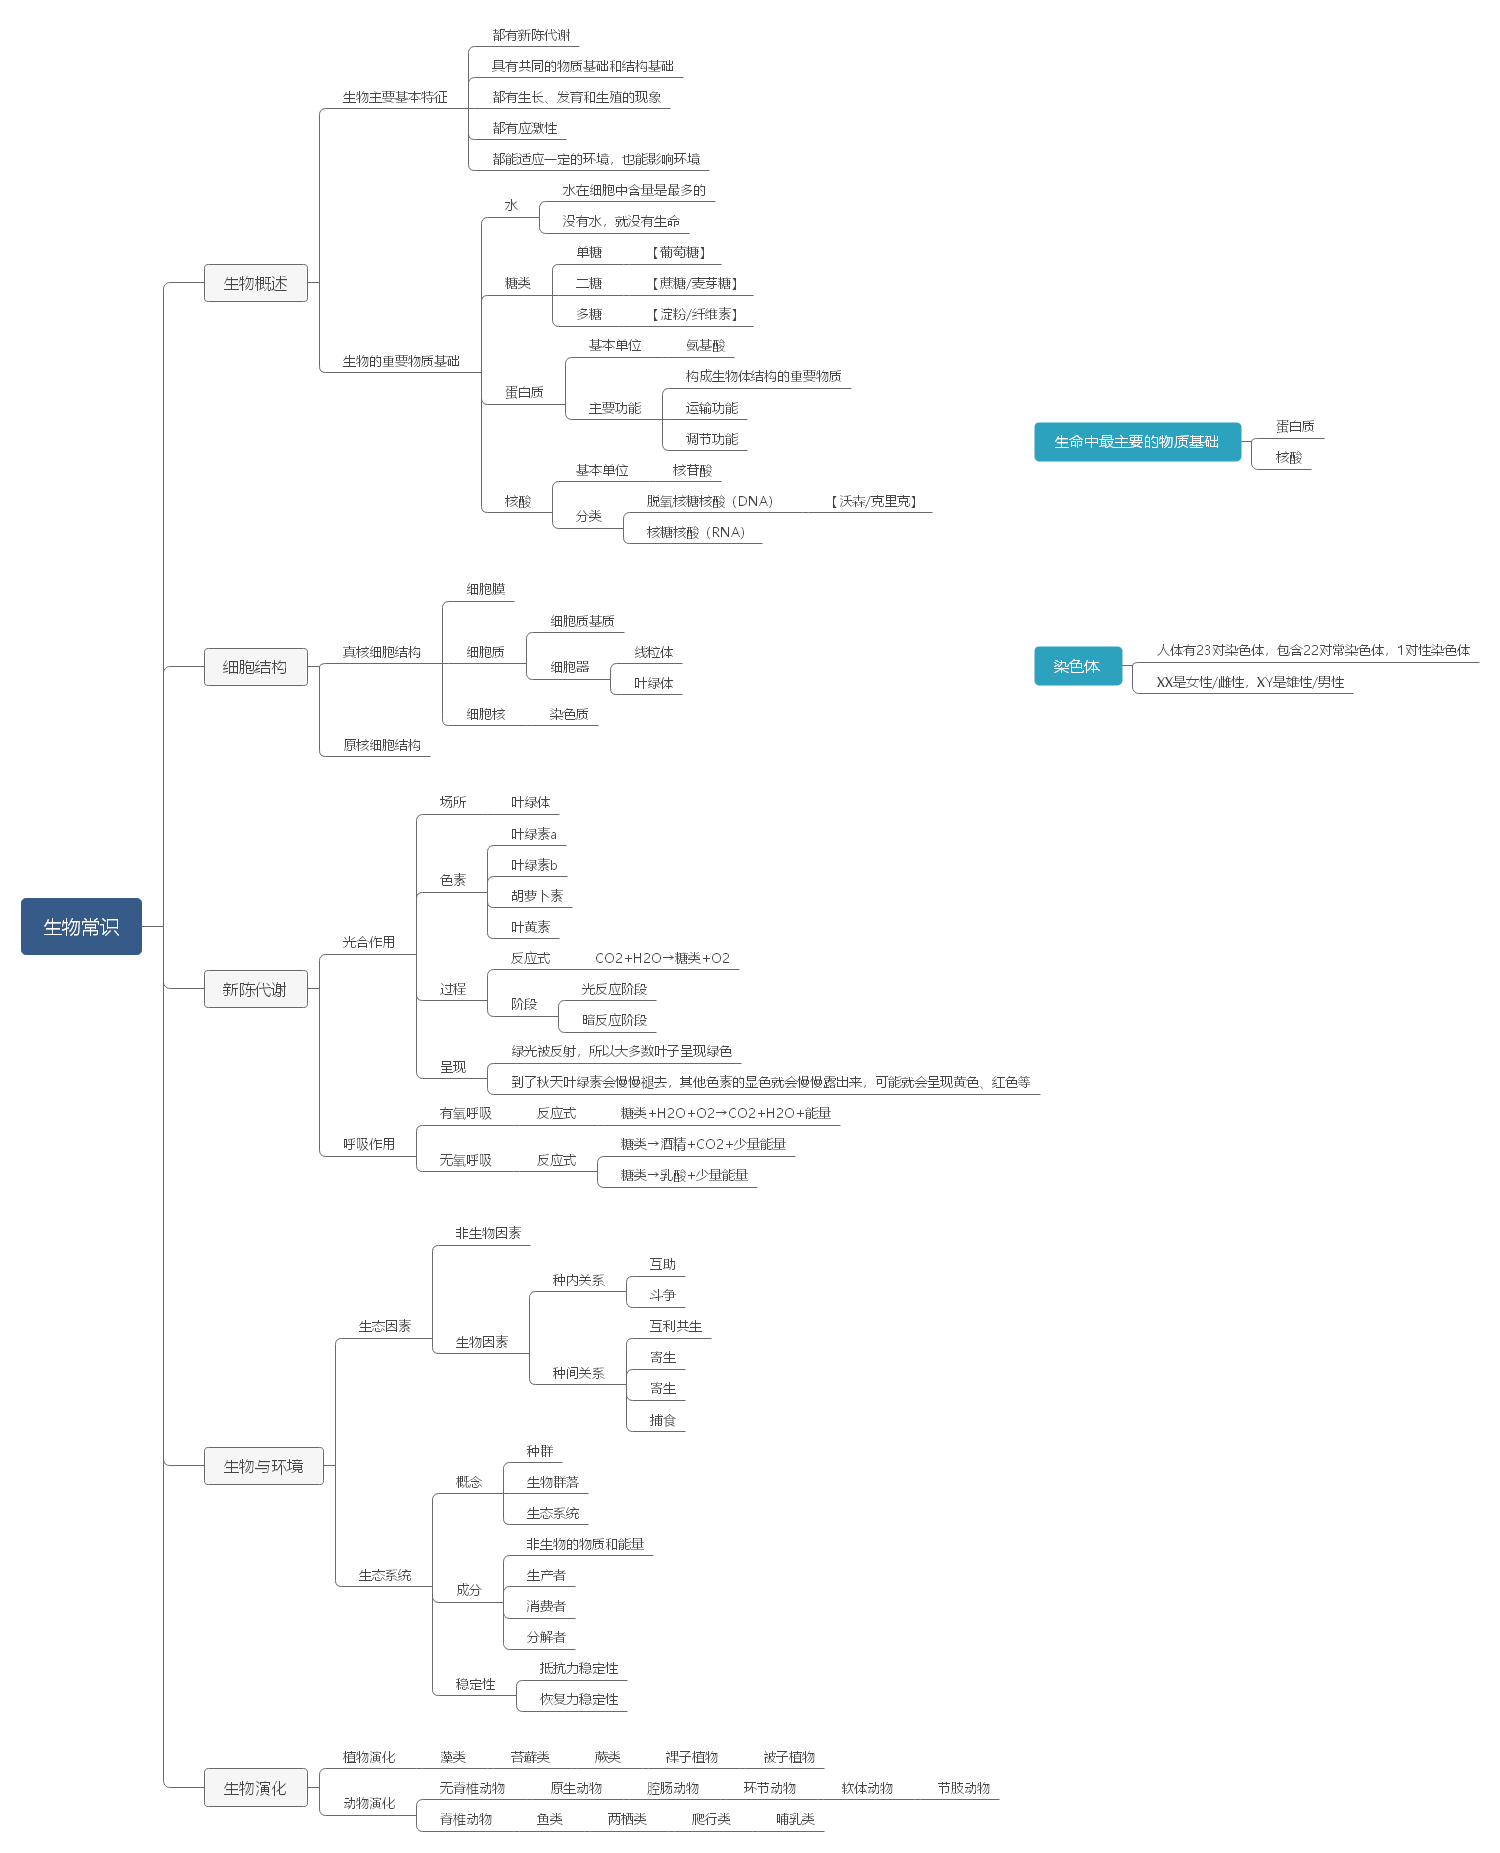 生物常识
生物概述
生物主要基本特征
都有新陈代谢
具有共同的物质基础和结构基础
都有生长、发育和生殖的现象
都有应激性
都能适应一定的环境，也能影响环境
生物的重要物质基础
水
水在细胞中含量是最多的
没有水，就没有生命
糖类
单糖
【葡萄糖】
二糖
【蔗糖/麦芽糖】
多糖
【淀粉/纤维素】
蛋白质
基本单位
氨基酸
主要功能
构成生物体结构的重要物质
运输功能
调节功能
核酸
基本单位
核苷酸
分类
脱氧核糖核酸（DNA）
【沃森/克里克】
核糖核酸（RNA）
生命中最主要的物质基础
蛋白质
核酸
细胞结构
真核细胞结构
细胞膜
细胞质
细胞质基质
细胞器
线粒体
叶绿体
细胞核
染色质
原核细胞结构
染色体
人体有23对染色体，包含22对常染色体，1对性染色体
XX是女性/雌性，XY是雄性/男性
新陈代谢
光合作用
场所
叶绿体
色素
叶绿素a
叶绿素b
胡萝卜素
叶黄素
过程
反应式
CO2+H2O→糖类+O2
阶段
光反应阶段
暗反应阶段
呈现
绿光被反射，所以大多数叶子呈现绿色
到了秋天叶绿素会慢慢褪去，其他色素的显色就会慢慢露出来，可能就会呈现黄色、红色等
呼吸作用
有氧呼吸
反应式
糖类+H2O+O2→CO2+H2O+能量
无氧呼吸
反应式
糖类→酒精+CO2+少量能量
糖类→乳酸+少量能量
生物与环境
生态因素
非生物因素
生物因素
种内关系
互助
斗争
种间关系
互利共生
寄生
寄生
捕食
生态系统
概念
种群
生物群落
生态系统
成分
非生物的物质和能量
生产者
消费者
分解者
稳定性
抵抗力稳定性
恢复力稳定性
生物演化
植物演化
藻类
苔藓类
蕨类
裸子植物
被子植物
动物演化
无脊椎动物
原生动物
腔肠动物
环节动物
软体动物
节肢动物
脊椎动物
鱼类
两栖类
爬行类
哺乳类